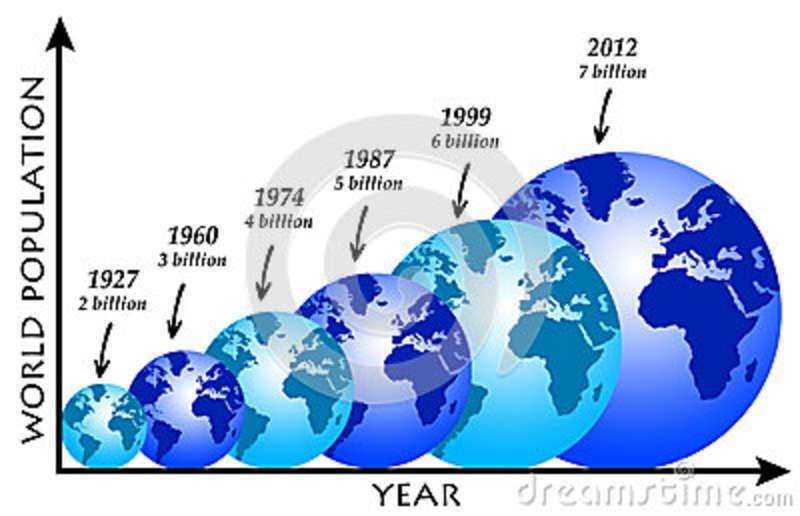 WORLD POPULATION
1927
2 billion
1960
3 billion
1974
4 billion
1987
5 billion
1999
6 billion
2012
7 billion
YEAR
dreamstime.com